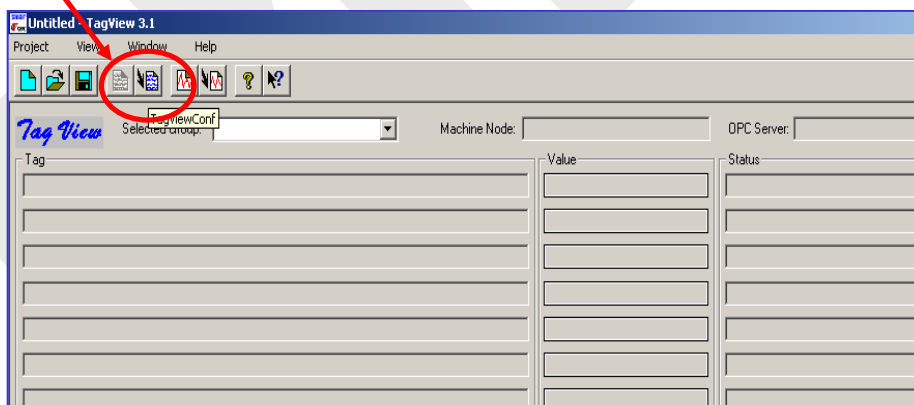 Untitled - TagView 3.1
Project View Window Help
TagViewConf
Tag View Selected Group: Machine Node: OPC Server:
Tag Value Status